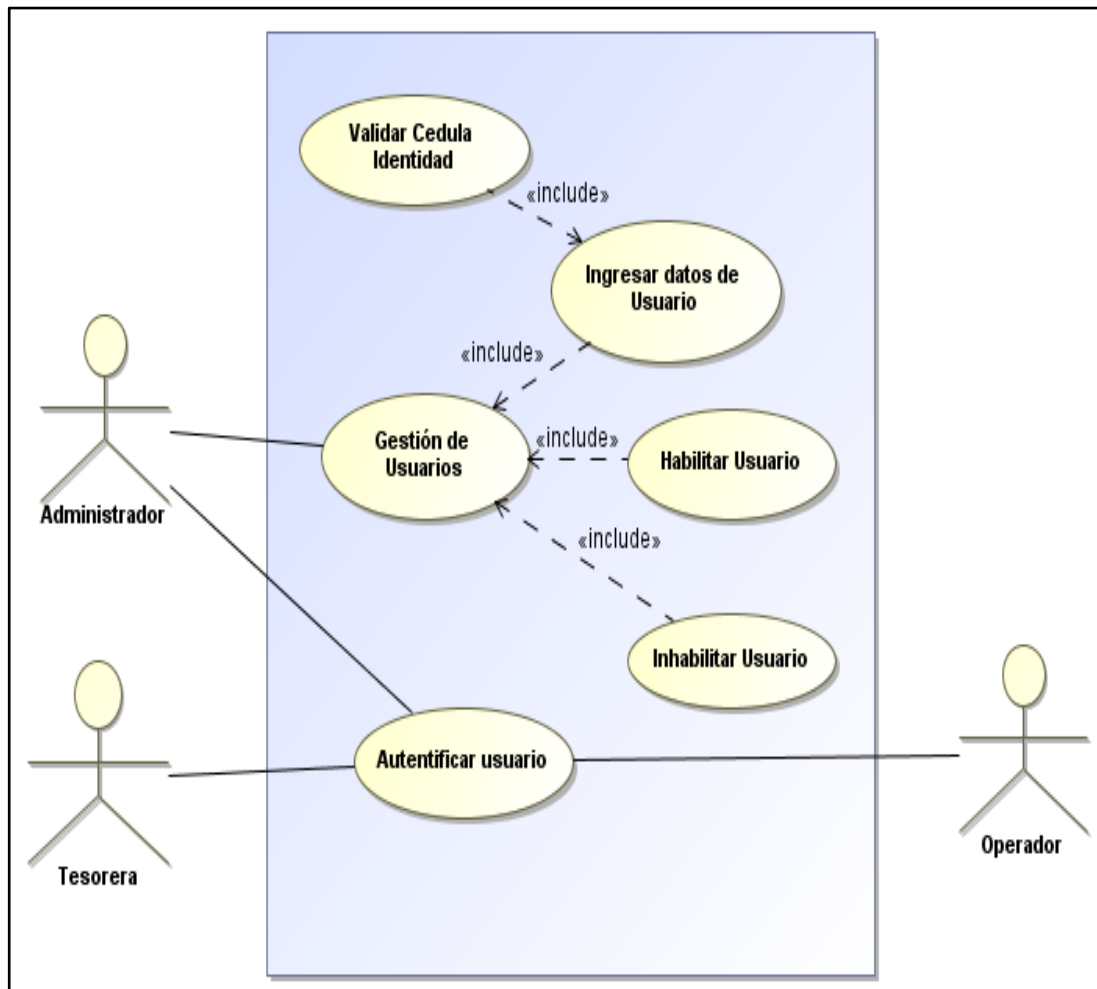 Validar Cedula
Identidad
«include»
Ingresar datos de
Usuario
«include»
Gestión de
Usuarios
«include»
Habilitar Usuario
Administrador
«include»
Inhabilitar Usuario
Autentificar usuario
Tesorera
Operador